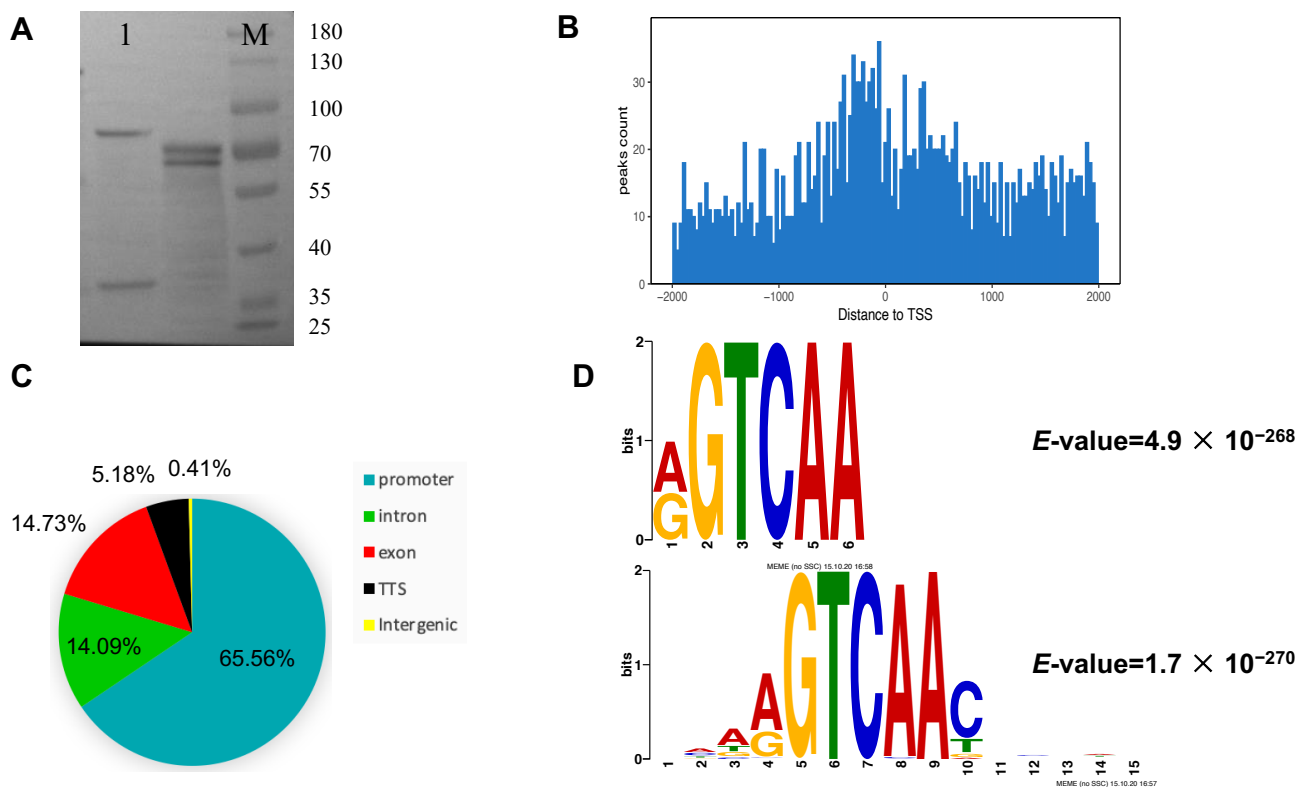 A
1 M
180
130
100
70
55
40
35
25
B
peaks count
30
20
10
0
−2000 −1000 0 1000 2000
Distance to TSS
C
5.18% 0.41%
14.73%
14.09%
65.56%
promoter
intron
exon
TTS
Intergenic
D
bits
2
1
0
AGTCAA
G
1 2 3 4 5 6
MEME (no SSC) 15.10.20 16:58
E-value=4.9 × 10−268
bits
2
1
0
AAGTCAAC
TG T
1 2 3 4 5 6 7 8 9 10 11 12 13 14 15
MEME (no SSC) 15.10.20 16:57
E-value=1.7 × 10−270